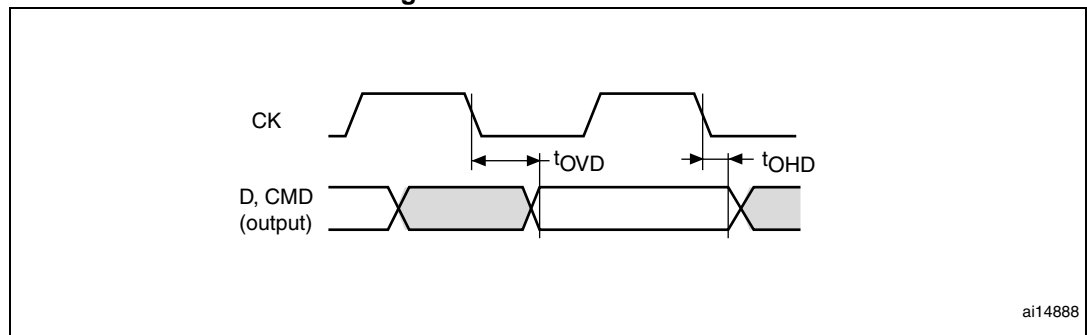 CK
tOVD
tOHD
D, CMD
(output)
ai14888